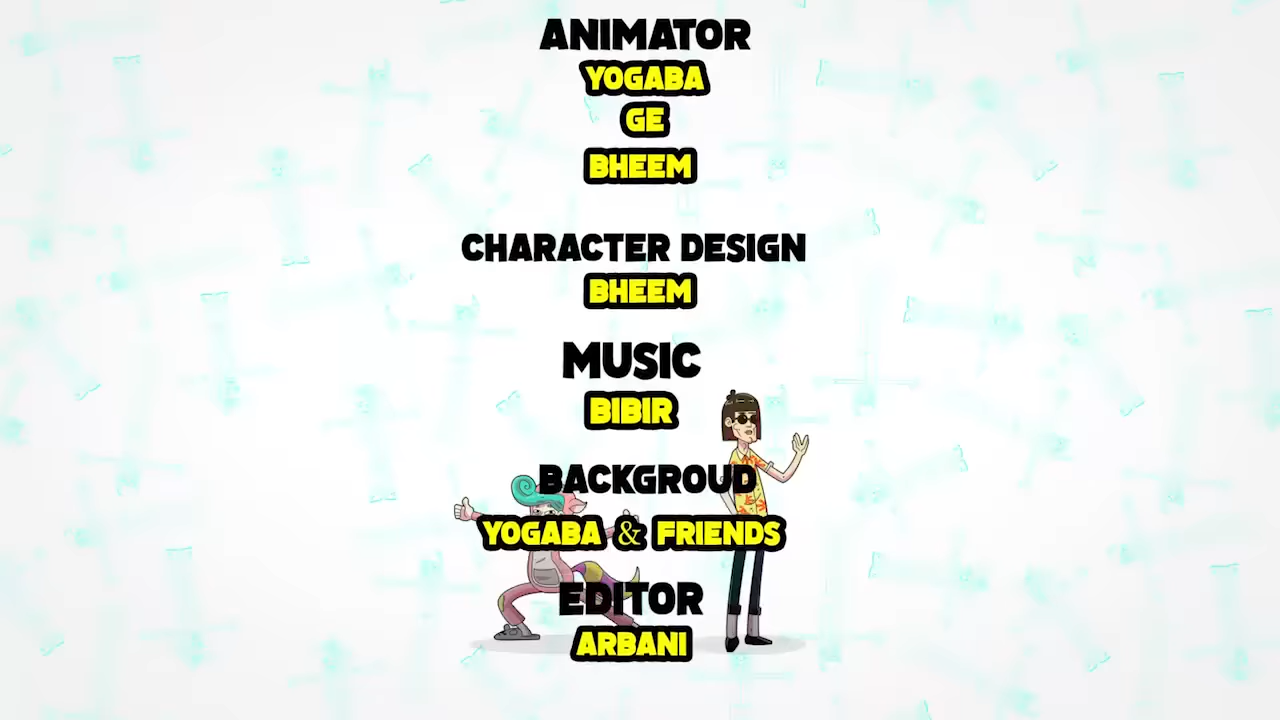 ANIMATOR
YOGABA
GE
BHEEM
CHARACTER DESIGN
BHEEM
MUSIC
BIBIR
BACKGROUD
YOGABA & FRIENDS
EDITOR
ARBANI